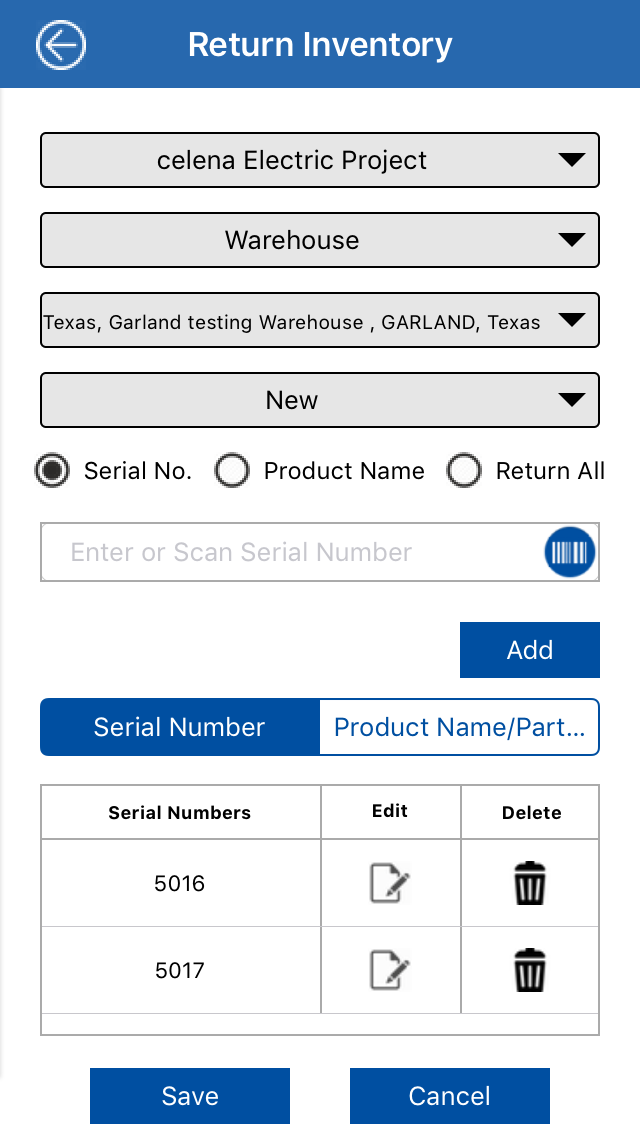 Return Inventory
celena Electric Project
Warehouse
Texas, Garland testing Warehouse , GARLAND, Texas
New
Serial No. Product Name Return All
Enter or Scan Serial Number
Add
Serial Number Product Name/Part...
Serial Numbers Edit Delete
5016
5017
Save Cancel